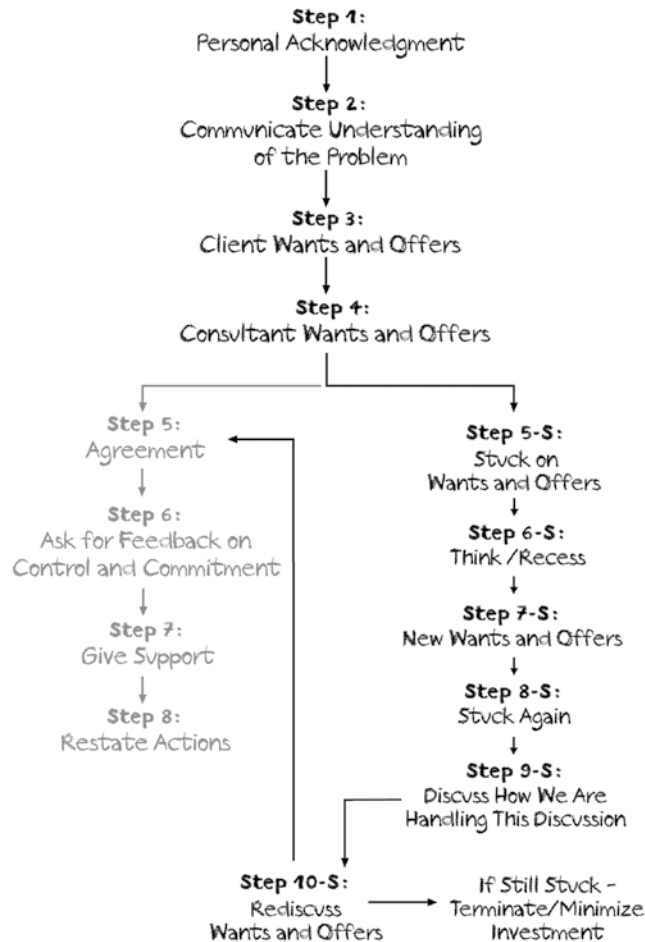 Step 1:
Personal Acknowledgment
Step 2:
Communicate Understanding
of the Problem
Step 3:
Client Wants and Offers
Step 4:
Consultant Wants and Offers
Step 5:
Agreement
Step 6:
Ask for Feedback on
Control and Commitment
Step 7:
Give Support
Step 8:
Restate Actions
Step 5-S:
Stuck on
Wants and Offers
Step 6-S:
Think / Recess
Step 7-S:
New Wants and Offers
Step 8-S:
Stuck Again
Step 9-S:
Discuss How We Are
Handling This Discussion
Step 10-S:
Rediscuss
Wants and Offers
If Still Stuck –
Terminate/Minimize
Investment